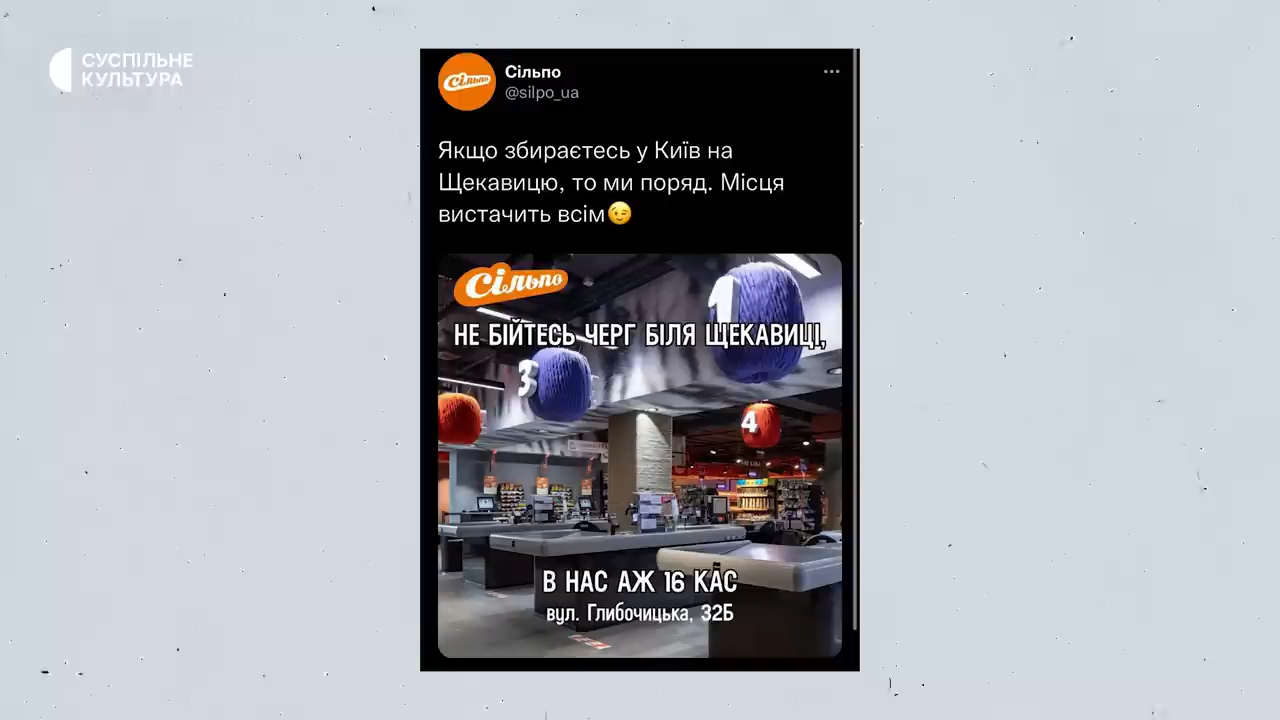 СУСПІЛЬНЕ
КУЛЬТУРА
Сільпо
Сільпо
@silpo_ua
Якщо збираєтесь у Київ на
Щекавицю, то ми поряд. Місця
вистачить всім😉
Сільпо
1
НЕ БІЙТЕСЬ ЧЕРГ БІЛЯ ЩЕКАВИЦІ,
3
4
В НАС АЖ 16 КАС
вул. Глибочицька, 32Б